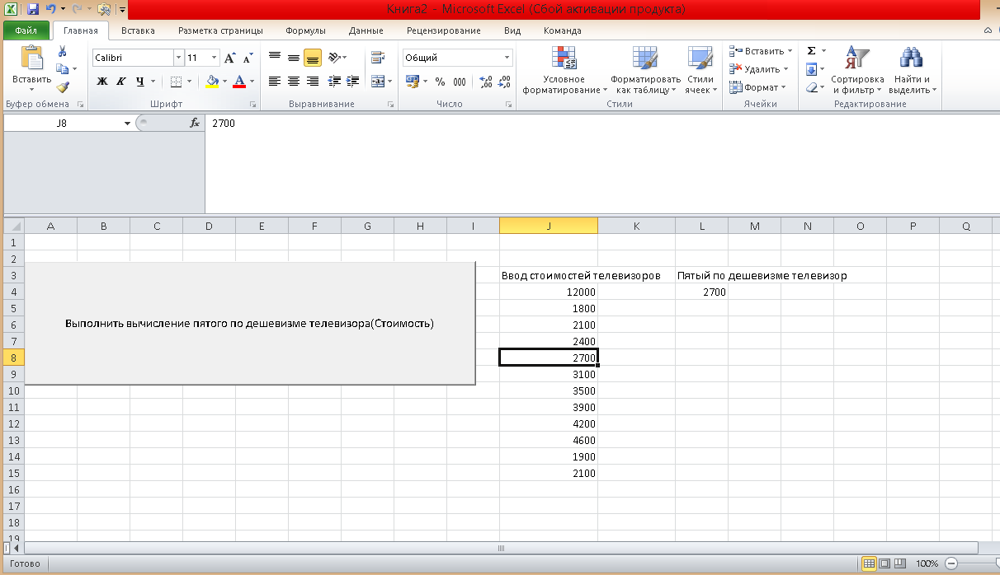 Книга2 - Microsoft Excel (Сбой активации продукта)
Файл Главная Вставка Разметка страницы Формулы Данные Рецензирование Вид Команда
Вставить
Буфер обмена
Calibri 11
Ж К Ч
Шрифт
Выравнивание
Общий
% 000
Число
Условное форматирование
Форматировать как таблицу
Стили ячеек
Стили
Вставить
Удалить
Формат
Ячейки
Σ
Сортировка и фильтр
Найти и выделить
Редактирование
J8 fx 2700
A B C D E F G H I J K L M N O P Q
1
2
3 Ввод стоимостей телевизоров Пятый по дешевизме телевизор
4 12000 2700
5 1800
6 2100
Выполнить вычисление пятого по дешевизме телевизора(Стоимость)
7 2400
8 2700
9 3100
10 3500
11 3900
12 4200
13 4600
14 1900
15 2100
16
17
18
19
Готово 100%